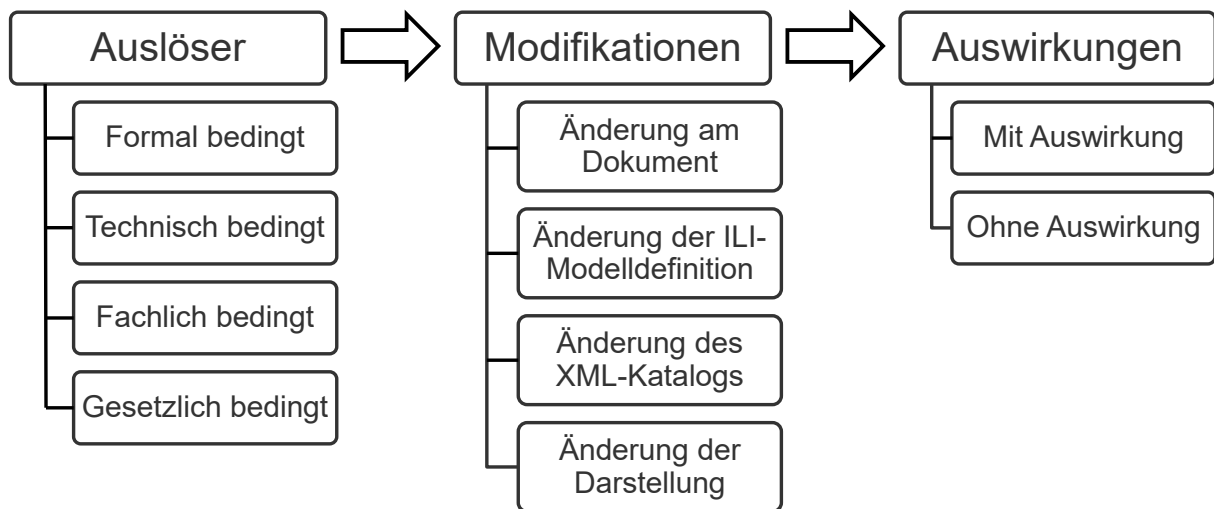 Auslöser
Formal bedingt
Technisch bedingt
Fachlich bedingt
Gesetzlich bedingt
Modifikationen
Änderung am
Dokument
Änderung der ILI-
Modelldefinition
Änderung des
XML-Katalogs
Änderung der
Darstellung
Auswirkungen
Mit Auswirkung
Ohne Auswirkung